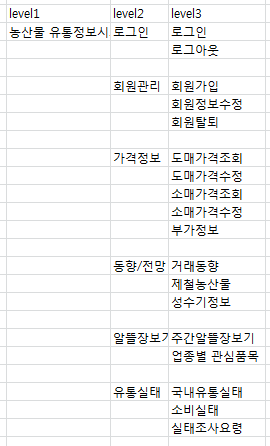 level1 level2 level3
농산물 유통정보시 로그인 로그인
로그아웃
회원관리 회원가입
회원정보수정
회원탈퇴
가격정보 도매가격조회
도매가격수정
소매가격조회
소매가격수정
부가정보
동향/전망 거래동향
제철농산물
성수기정보
알뜰장보기 주간알뜰장보기
업종별 관심품목
유통실태 국내유통실태
소비실태
실태조사요령